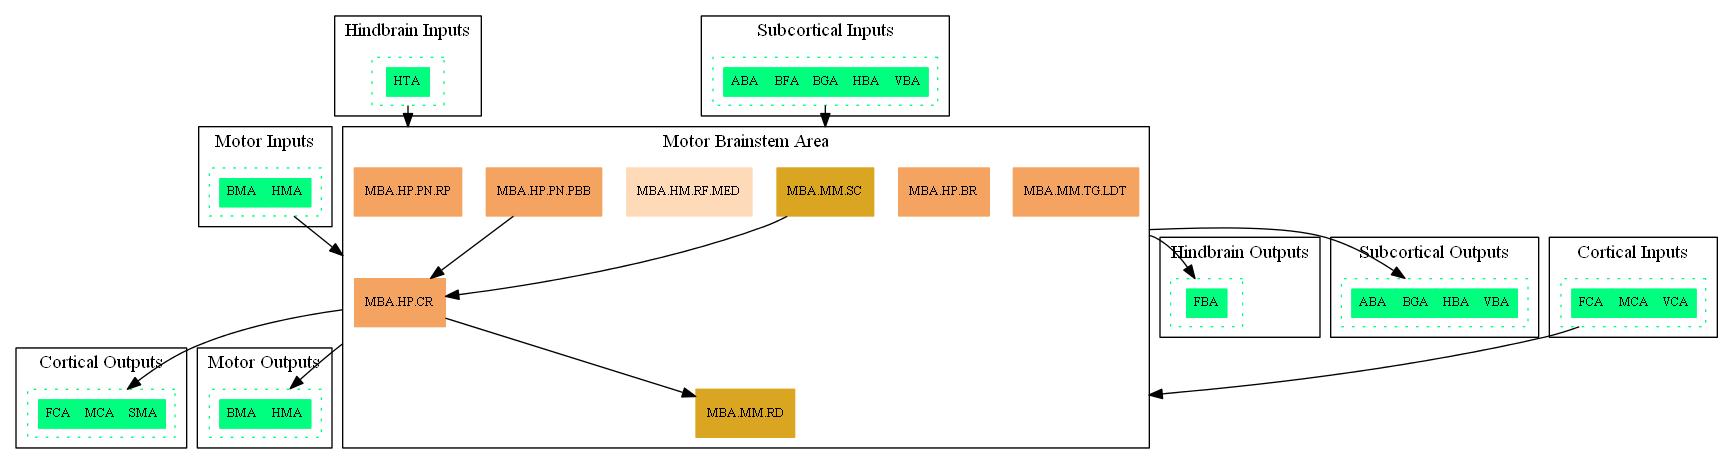 Hindbrain Inputs
HTA
Subcortical Inputs
ABA BFA BGA HBA VBA
Motor Inputs
BMA HMA
Motor Brainstem Area
MBA.HP.PN.RP MBA.HP.PN.PBB MBA.HM.RF.MED MBA.MM.SC MBA.HP.BR MBA.MM.TG.LDT
MBA.HP.CR
MBA.MM.RD
Hindbrain Outputs
FBA
Subcortical Outputs
ABA BGA HBA VBA
Cortical Inputs
FCA MCA VCA
Cortical Outputs
FCA MCA SMA
Motor Outputs
BMA HMA